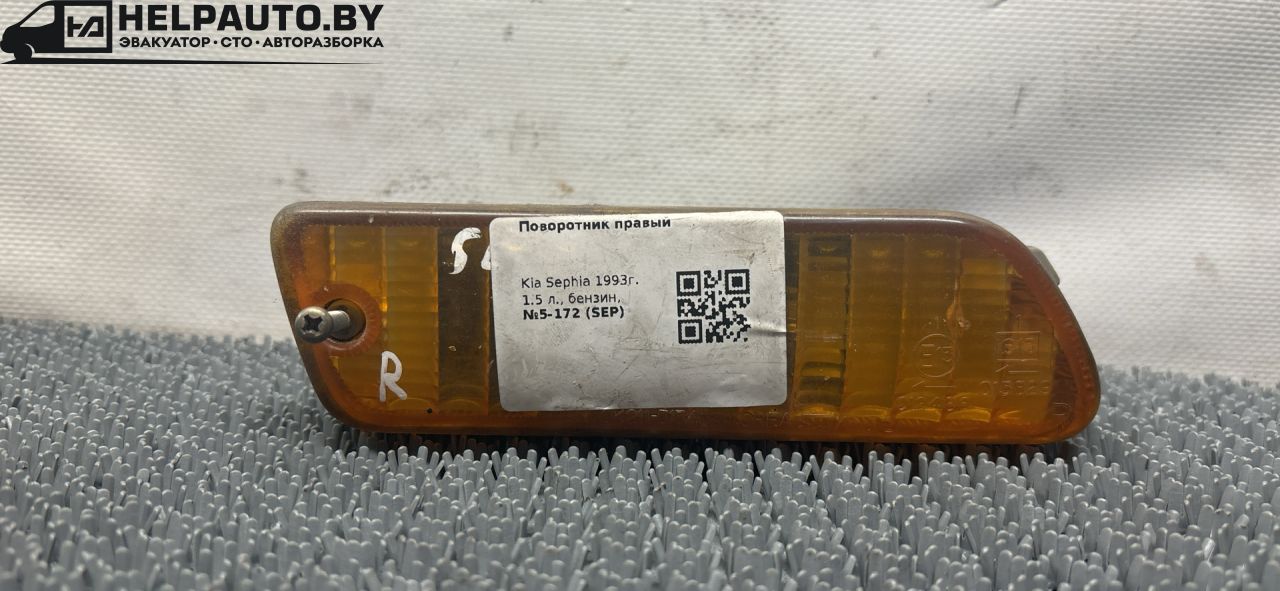 HELPAUTO.BY
ЭВАКУАТОР • СТО • АВТОРАЗБОРКА
Поворотник правый
Kia Sephia 1993г.
1.5 л., бензин,
№5-172 (SEP)
R